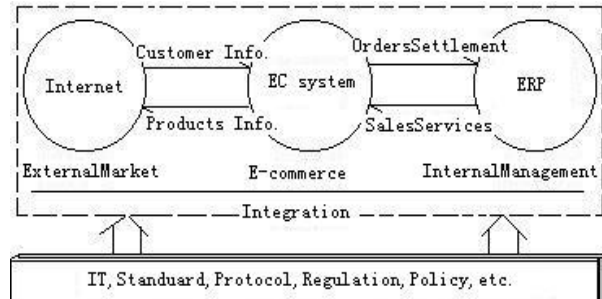 Customer Info.
OrdersSettlement
Internet
EC system
ERP
Products Info.
SalesServices
ExternalMarket
E-commerce
InternalManagement
Integration
IT, Standuard, Protocol, Regulation, Policy, etc.